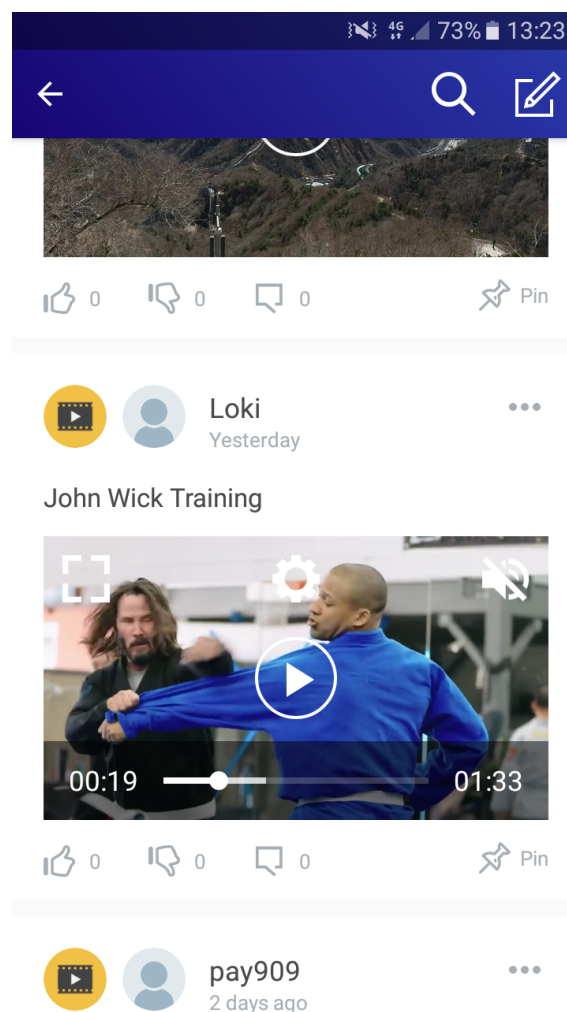 4G 73% 13:23
0 0 0 Pin
Loki
Yesterday
John Wick Training
00:19 01:33
0 0 0 Pin
pay909
2 days ago